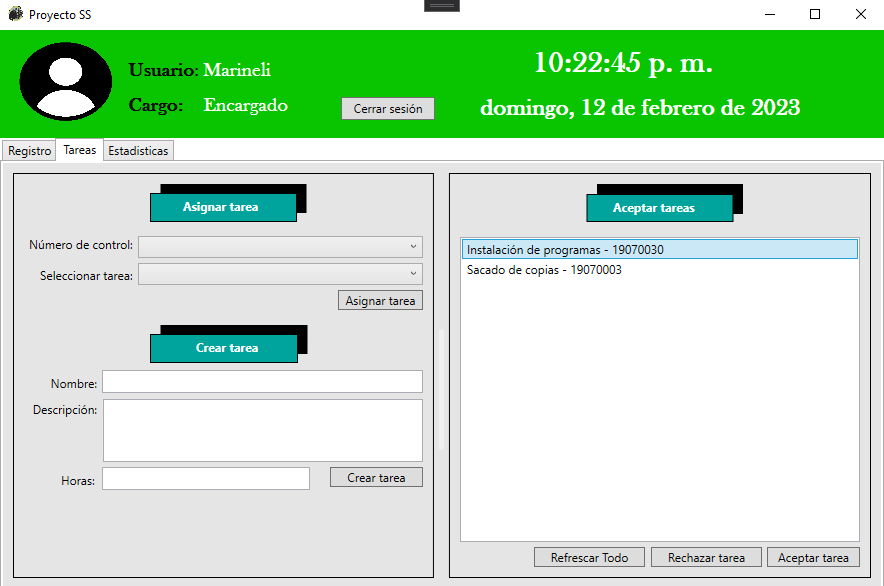 Proyecto SS
Usuario: Marineli
Cargo: Encargado
Cerrar sesión
10:22:45 p. m.
domingo, 12 de febrero de 2023
Registro Tareas Estadisticas
Asignar tarea
Número de control:
Seleccionar tarea:
Asignar tarea
Crear tarea
Nombre:
Descripción:
Horas:
Crear tarea
Aceptar tareas
Instalación de programas - 19070030
Sacado de copias - 19070003
Refrescar Todo Rechazar tarea Aceptar tarea